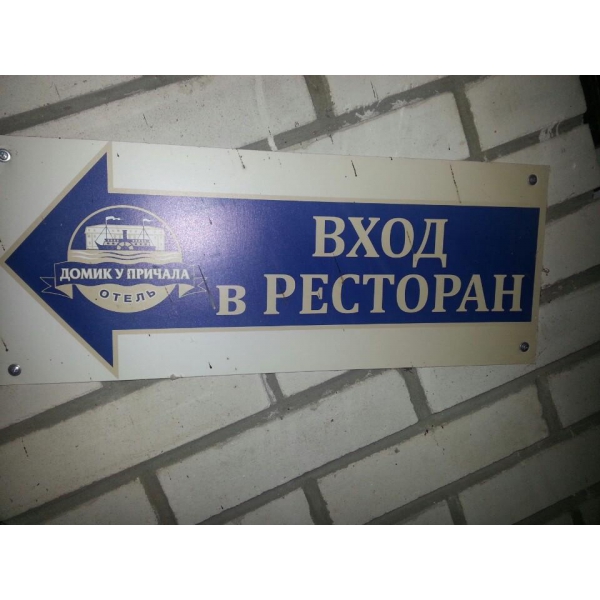 ДОМИК У ПРИЧАЛА
ОТЕЛЬ
ВХОД
в РЕСТОРАН